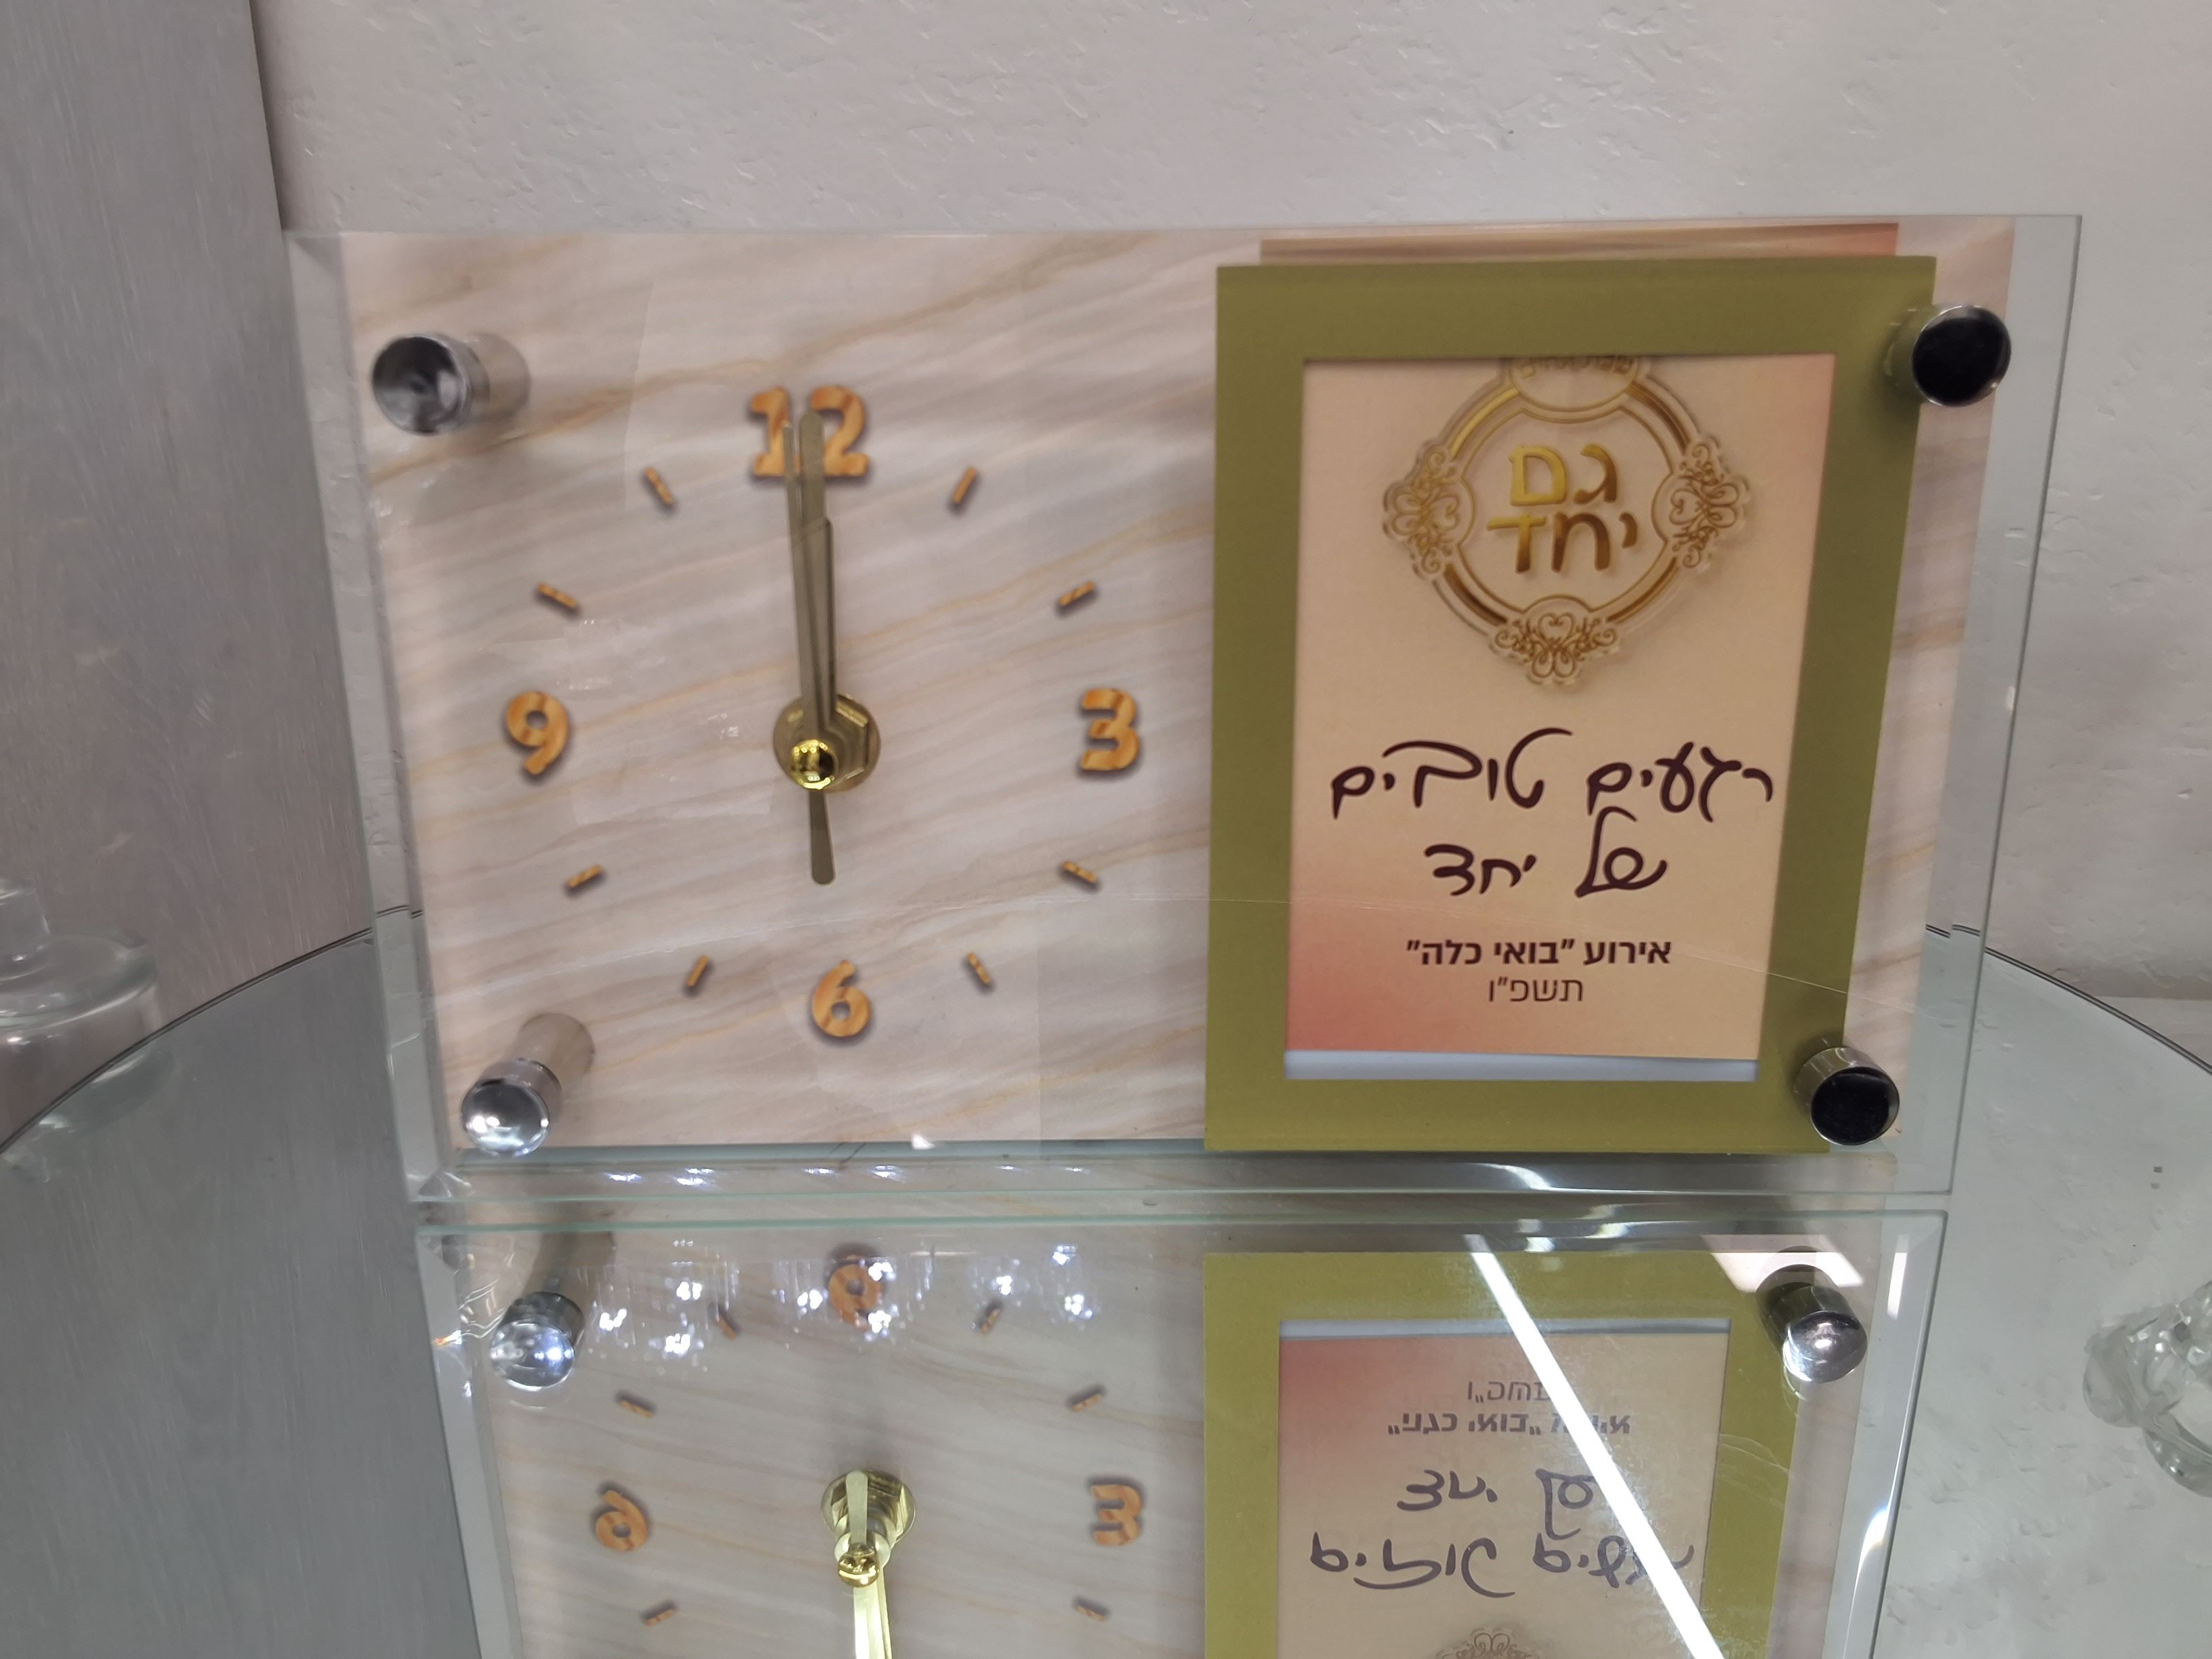 12
3
6
9
גם
יחד
רגעים טובים
של יחד
אירוע "בואי כלה"
תשפ"ו